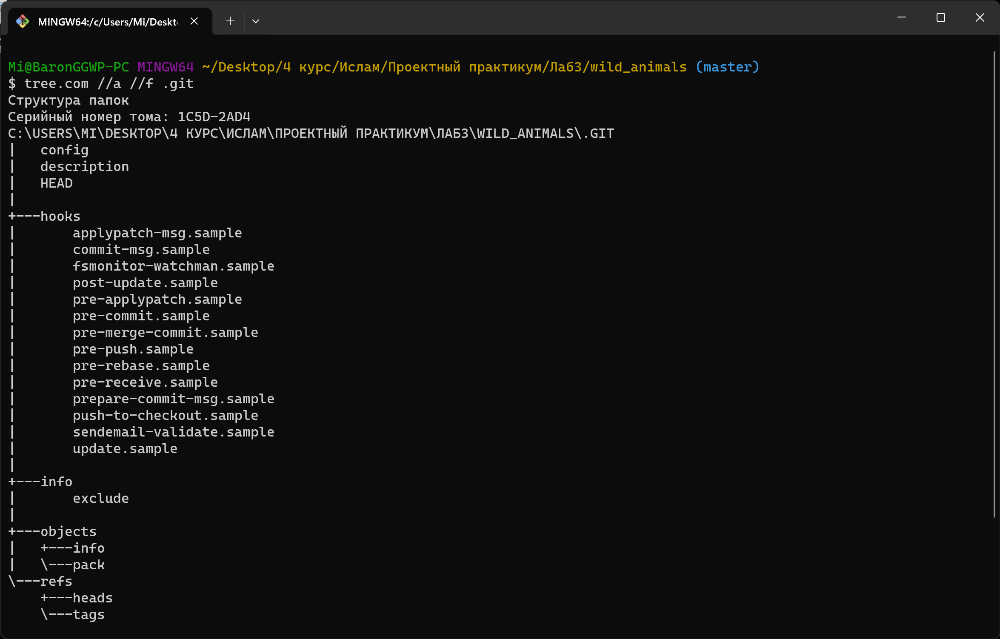 MINGW64:/c/Users/Mi/Deskt
Mi@BaronGGWP-PC MINGW64 ~/Desktop/4 курс/Ислам/Проектный практикум/Лаб3/wild_animals (master)
$ tree.com //a //f .git
Структура папок
Серийный номер тома: 1C5D-2AD4
C:\USERS\MI\DESKTOP\4 КУРС\ИСЛАМ\ПРОЕКТНЫЙ ПРАКТИКУМ\ЛАБ3\WILD_ANIMALS\.GIT
|   config
|   description
|   HEAD
|
+---hooks
|       applypatch-msg.sample
|       commit-msg.sample
|       fsmonitor-watchman.sample
|       post-update.sample
|       pre-applypatch.sample
|       pre-commit.sample
|       pre-merge-commit.sample
|       pre-push.sample
|       pre-rebase.sample
|       pre-receive.sample
|       prepare-commit-msg.sample
|       push-to-checkout.sample
|       sendemail-validate.sample
|       update.sample
|
+---info
|       exclude
|
+---objects
|   +---info
|   \---pack
\---refs
    +---heads
    \---tags